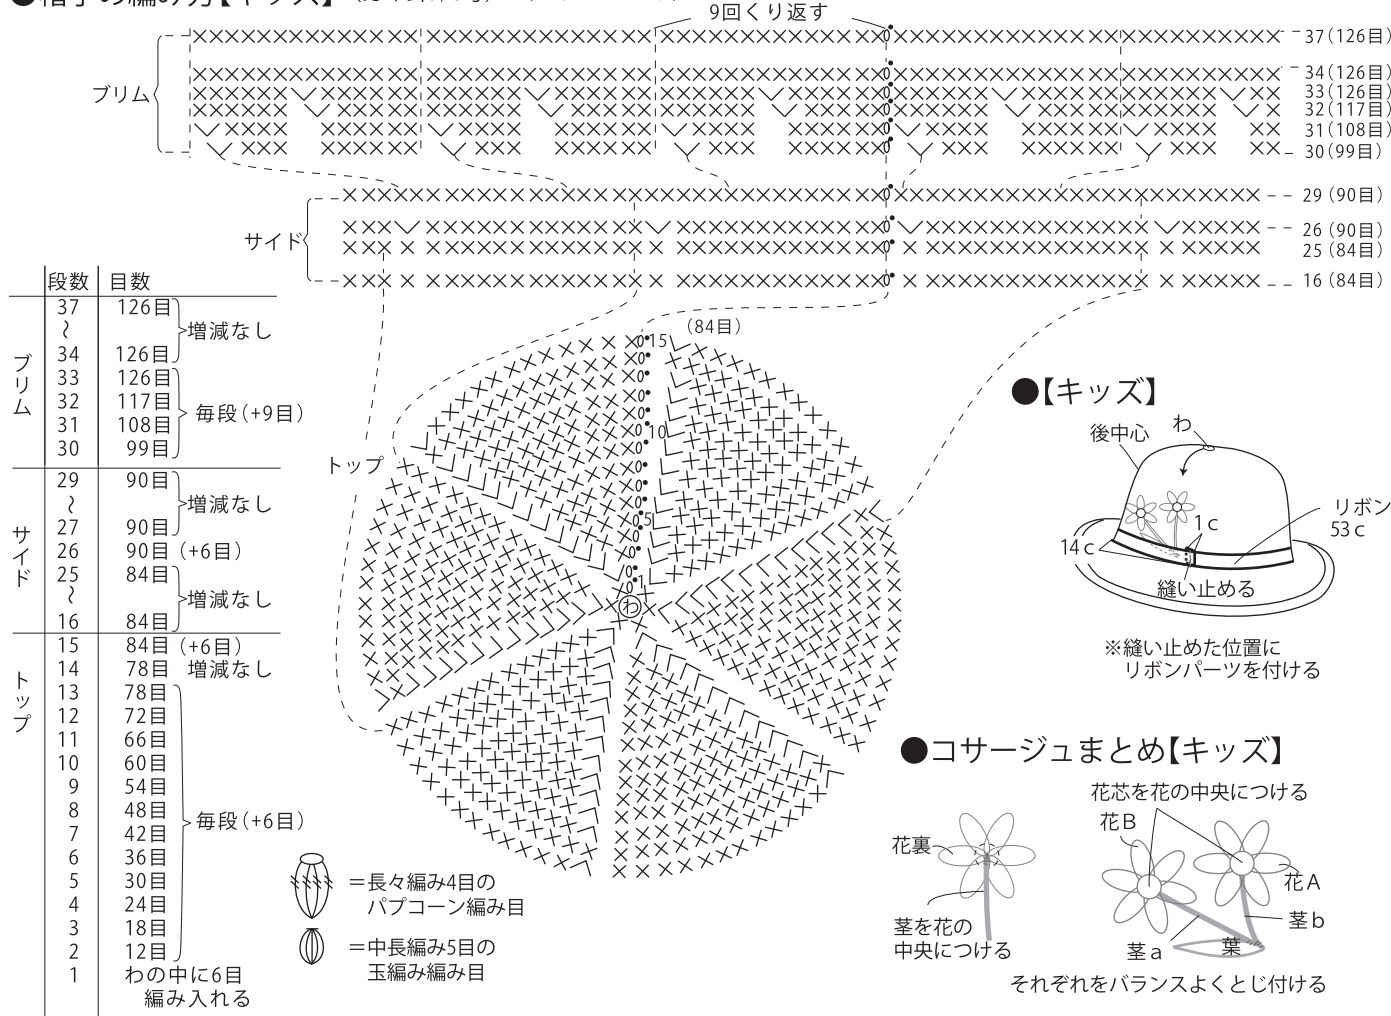 ●帽子の編み方【キッズ】
9回くり返す
ブリム
37(126目)
34(126目)
33(126目)
32(117目)
31(108目)
30(99目)
サイド
29(90目)
26(90目)
25(84目)
16(84目)
段数 目数
ブリム
37 126目
〜 増減なし
34 126目
33 126目
32 117目 毎段(+9目)
31 108目
30 99目
サイド
29 90目
〜 増減なし
27 90目
26 90目(+6目)
25 84目
〜 増減なし
16 84目
トップ
15 84目(+6目)
14 78目 増減なし
13 78目
12 72目
11 66目
10 60目
9 54目
8 48目
7 42目 毎段(+6目)
6 36目
5 30目
4 24目
3 18目
2 12目
1 わの中に6目
編み入れる
(84目)
15
10
5
1
わ
トップ
=長々編み4目の
パプコーン編み目
=中長編み5目の
玉編み編み目
●【キッズ】
わ
後中心
リボン
53c
1c
14c
縫い止める
※縫い止めた位置に
リボンパーツを付ける
●コサージュまとめ【キッズ】
花芯を花の中央につける
花B
花裏
花A
茎を花の
中央につける
茎b
茎a
葉
それぞれをバランスよくとじ付ける